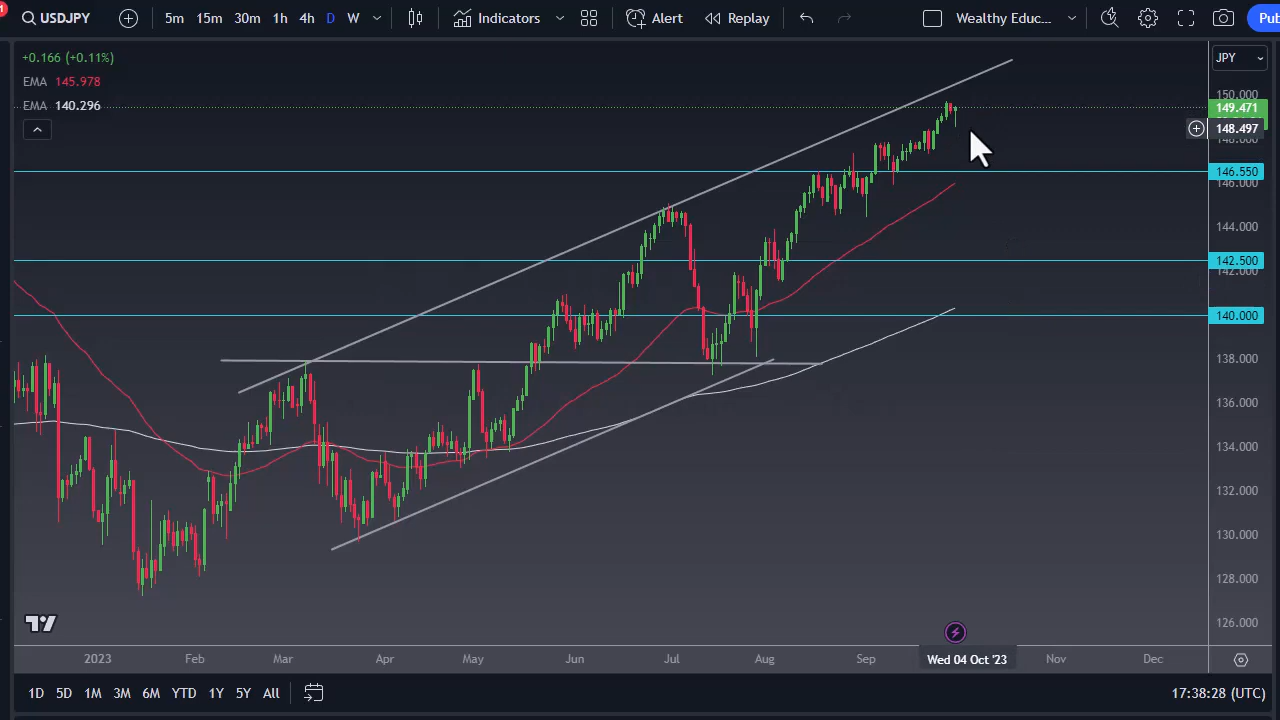 USDJPY 5m 15m 30m 1h 4h D W Indicators Alert Replay Wealthy Educ... Pub
+0.166 (+0.11%)
EMA 145.978
EMA 140.296
JPY
150.000
149.471
148.497
146.550
146.000
144.000
142.500
142.000
140.000
138.000
136.000
134.000
132.000
130.000
128.000
126.000
2023 Feb Mar Apr May Jun Jul Aug Sep Wed 04 Oct '23 Nov Dec
1D 5D 1M 3M 6M YTD 1Y 5Y All 17:38:28 (UTC)